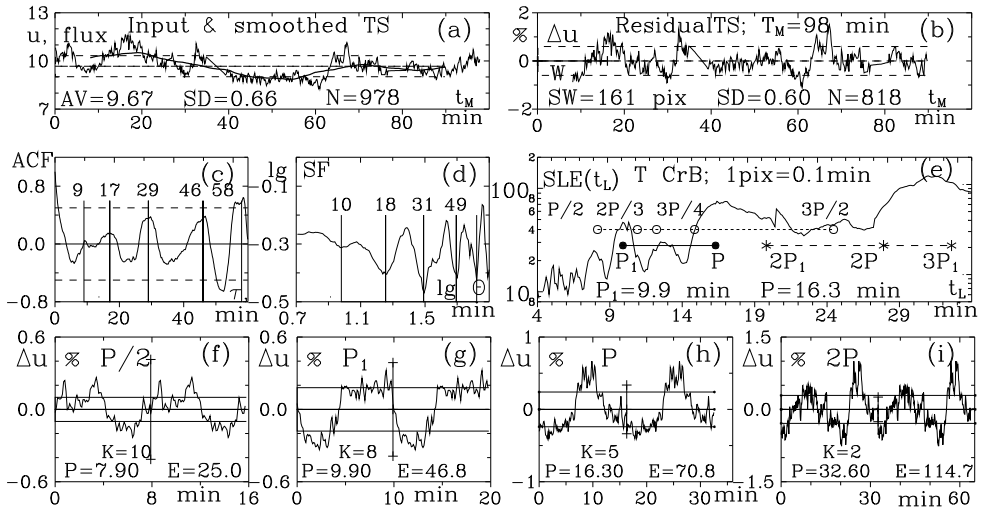 Input & smoothed TS (a)
u, flux
AV=9.67 SD=0.66 N=978 t_M
13
10
7
0 20 40 60 80 min
ResidualTS; T_M=98 min (b)
% Δu
w
SW=161 pix SD=0.60 N=818 t_M
2
0
−2
0 20 40 60 80 min
ACF (c)
9 17 29 46 58
0.8
0.0
−0.8
τ
0 20 40 min
lg SF (d)
10 18 31 49
−0.1
−0.3
−0.5
lg Θ
0.7 1.1 1.5 min
SLE(t_L) T CrB; 1pix=0.1min (e)
P/2 2P/3 3P/4 3P/2
P_1 P 2P_1 2P 3P_1
P_1=9.9 min P=16.3 min t_L
2
100
8
6
4
2
10
8
4 9 14 19 24 29 min
Δu % P/2 (f)
K=10
P=7.90 E=25.0
0.6
0.0
−0.6
0 8 16
min
Δu % P_1 (g)
K=8
P=9.90 E=46.8
0.6
0.0
−0.6
0 10 20
min
Δu % P (h)
K=5
P=16.30 E=70.8
1
0
−1
0 10 20 30 min
Δu % 2P (i)
K=2
P=32.60 E=114.7
1.5
0.0
−1.5
0 30 60
min